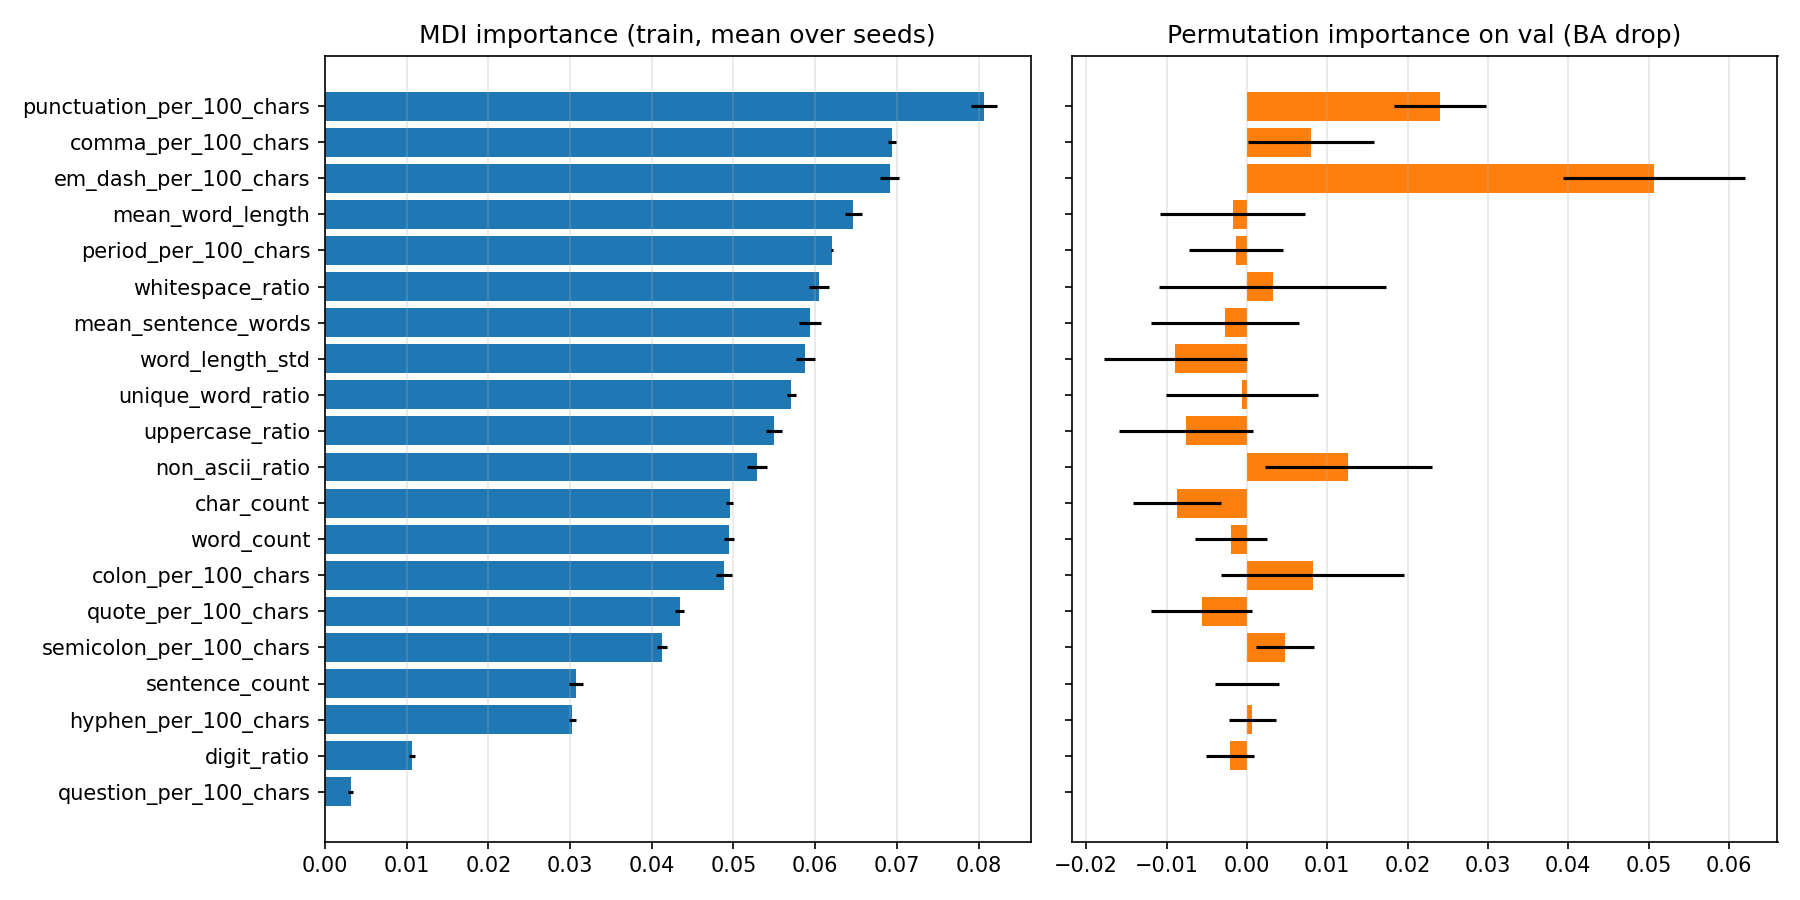 MDI importance (train, mean over seeds)
Permutation importance on val (BA drop)
punctuation_per_100_chars
comma_per_100_chars
em_dash_per_100_chars
mean_word_length
period_per_100_chars
whitespace_ratio
mean_sentence_words
word_length_std
unique_word_ratio
uppercase_ratio
non_ascii_ratio
char_count
word_count
colon_per_100_chars
quote_per_100_chars
semicolon_per_100_chars
sentence_count
hyphen_per_100_chars
digit_ratio
question_per_100_chars
0.00 0.01 0.02 0.03 0.04 0.05 0.06 0.07 0.08
−0.02 −0.01 0.00 0.01 0.02 0.03 0.04 0.05 0.06